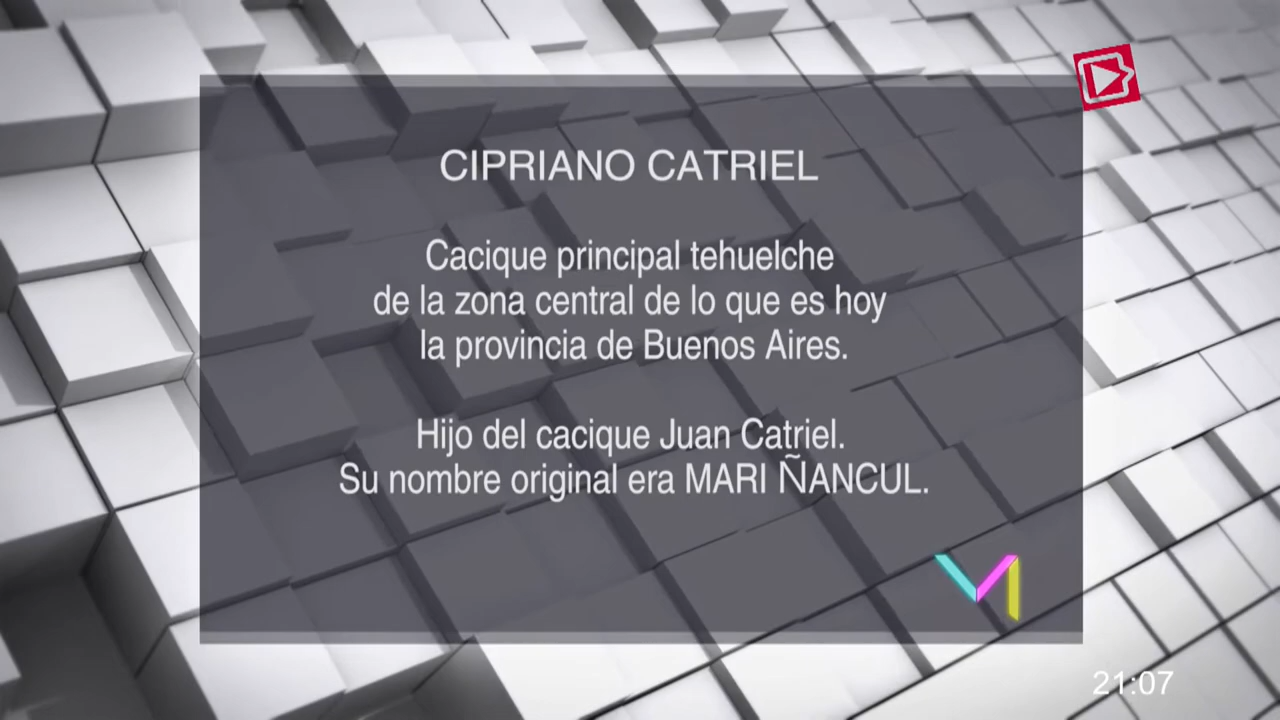 CIPRIANO CATRIEL
Cacique principal tehuelche
de la zona central de lo que es hoy
la provincia de Buenos Aires.
Hijo del cacique Juan Catriel.
Su nombre original era MARI ÑANCUL.
21:07